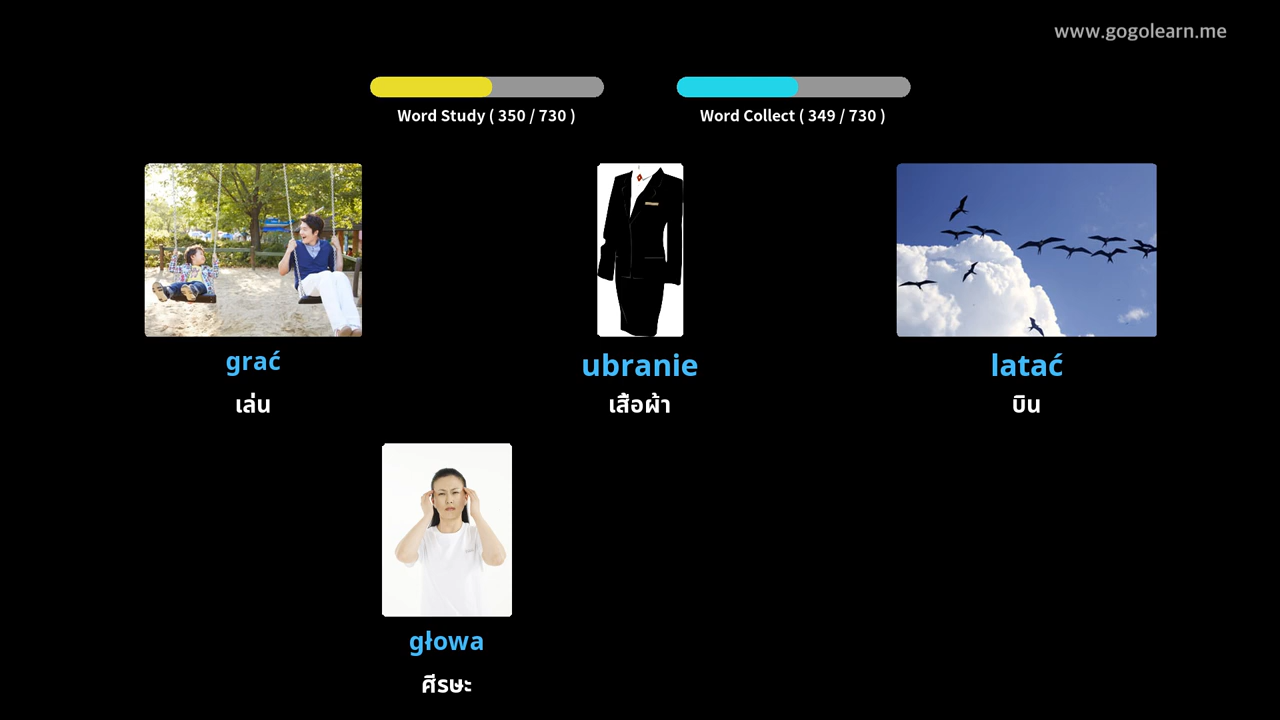 www.gogolearn.me
Word Study ( 350 / 730 )
Word Collect ( 349 / 730 )
grać
เล่น
ubranie
เสื้อผ้า
latać
บิน
głowa
ศีรษะ